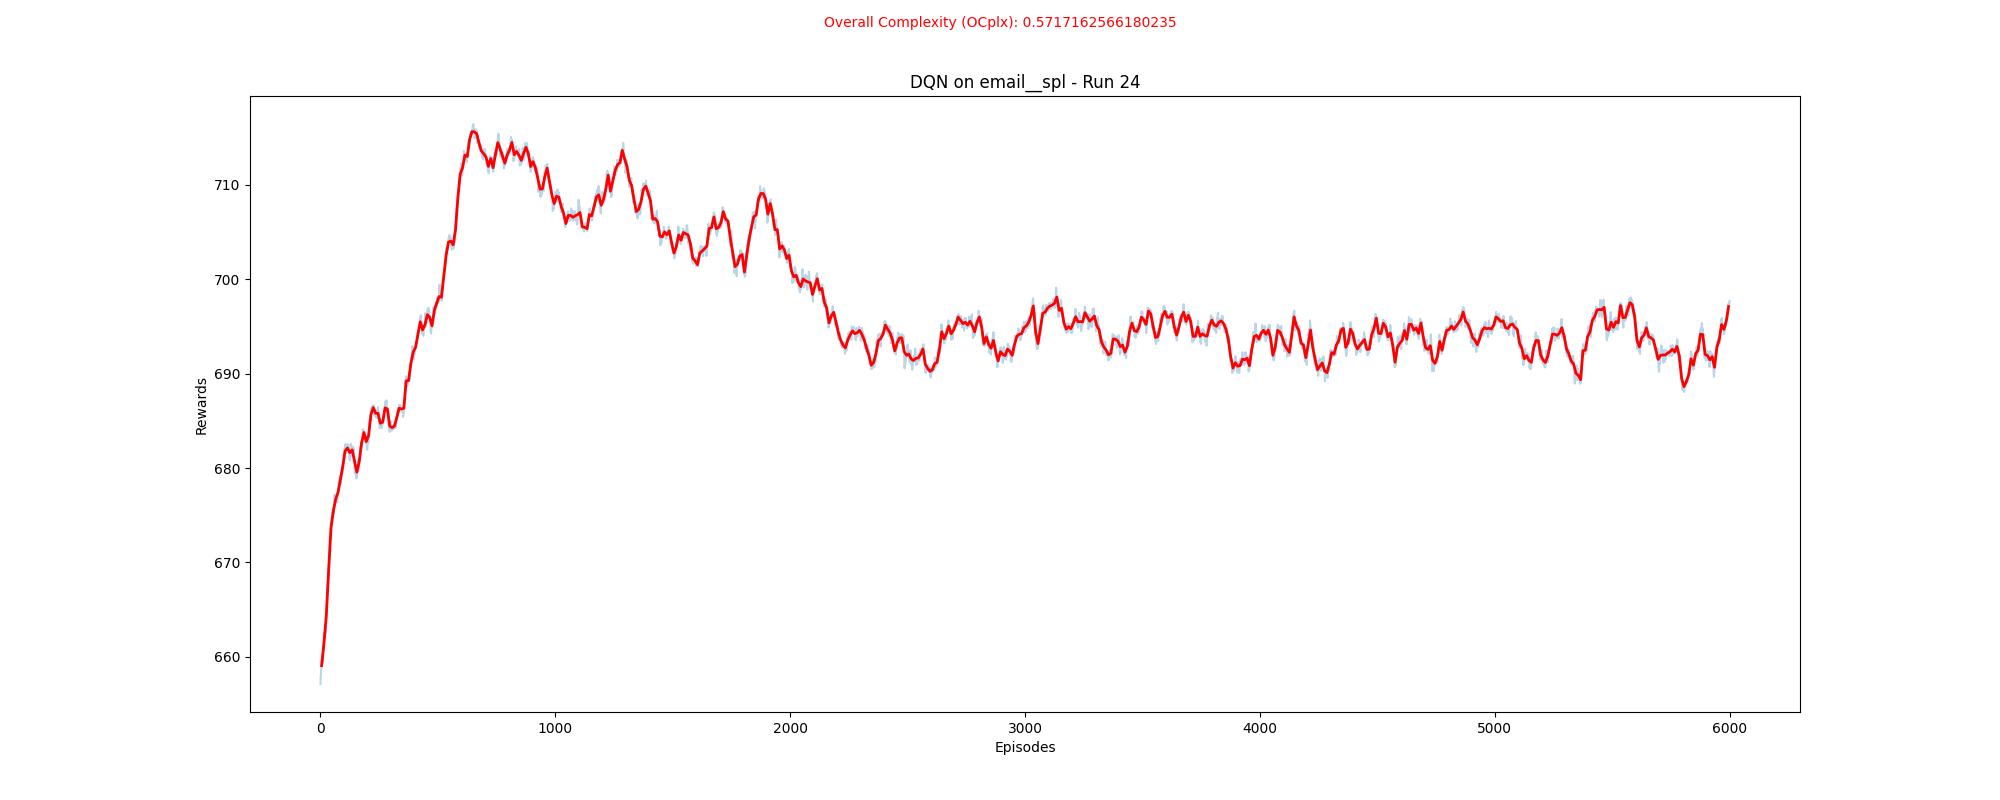 Overall Complexity (OCplx): 0.5717162566180235
DQN on email__spl - Run 24
710
700
690
680
670
660
Rewards
0 1000 2000 3000 4000 5000 6000
Episodes